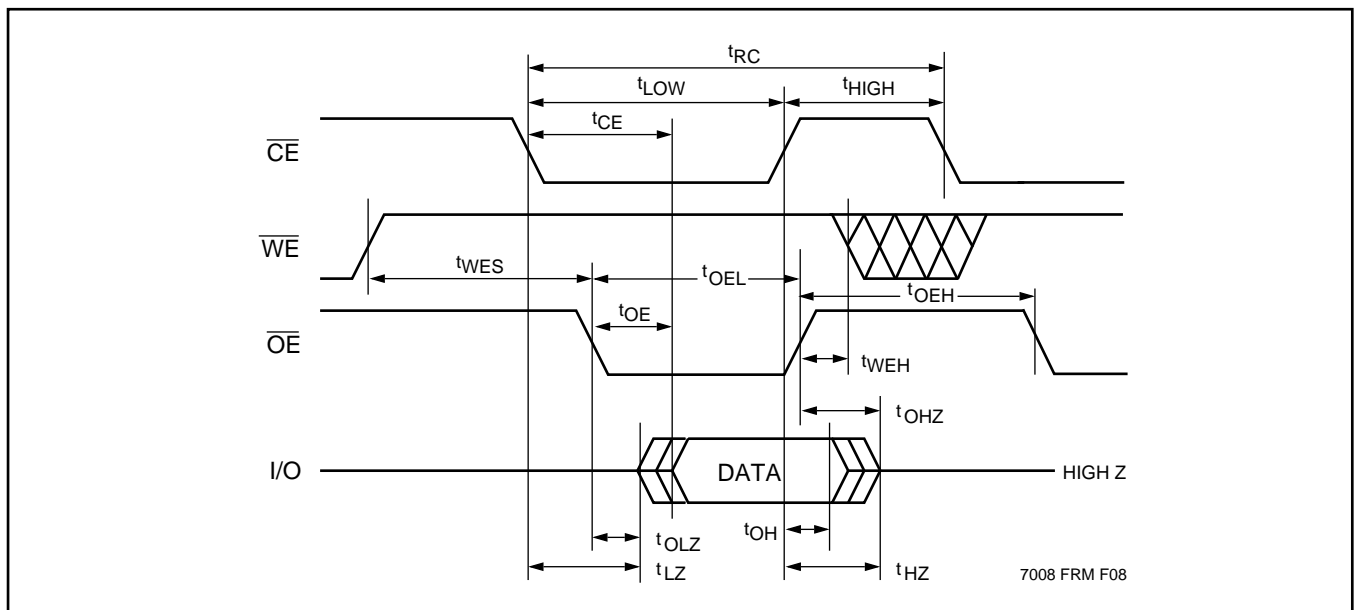 tRC
tLOW
tHIGH
tCE
CE
WE
tWES
tOEL
tOEH
tOE
OE
tWEH
tOHZ
I/O
DATA
HIGH Z
tOH
tOLZ
tLZ
tHZ
7008 FRM F08